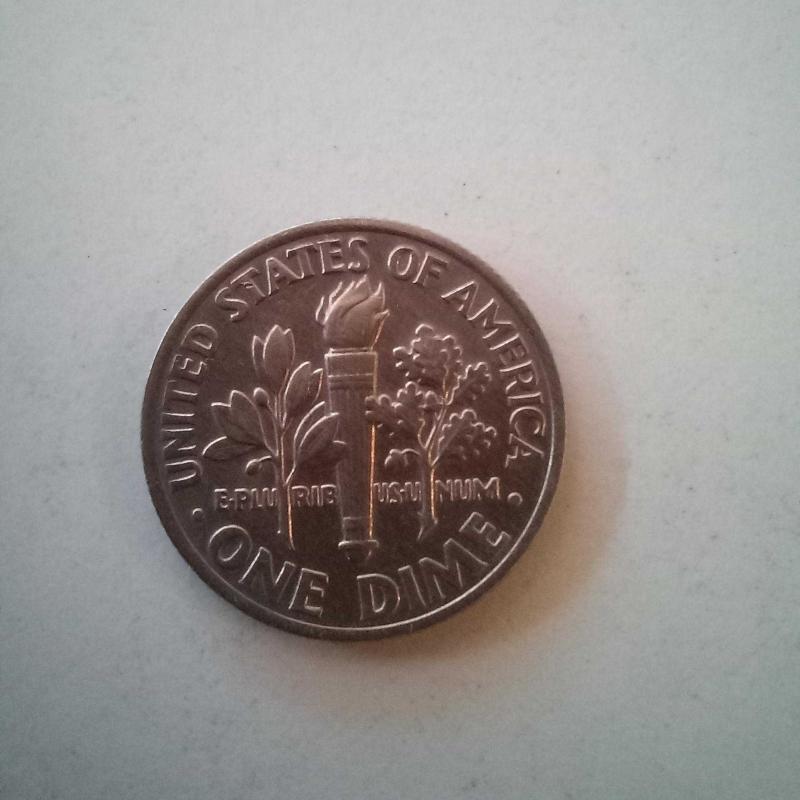 UNITED STATES OF AMERICA
E·PLURIBUS·UNUM
· ONE DIME ·